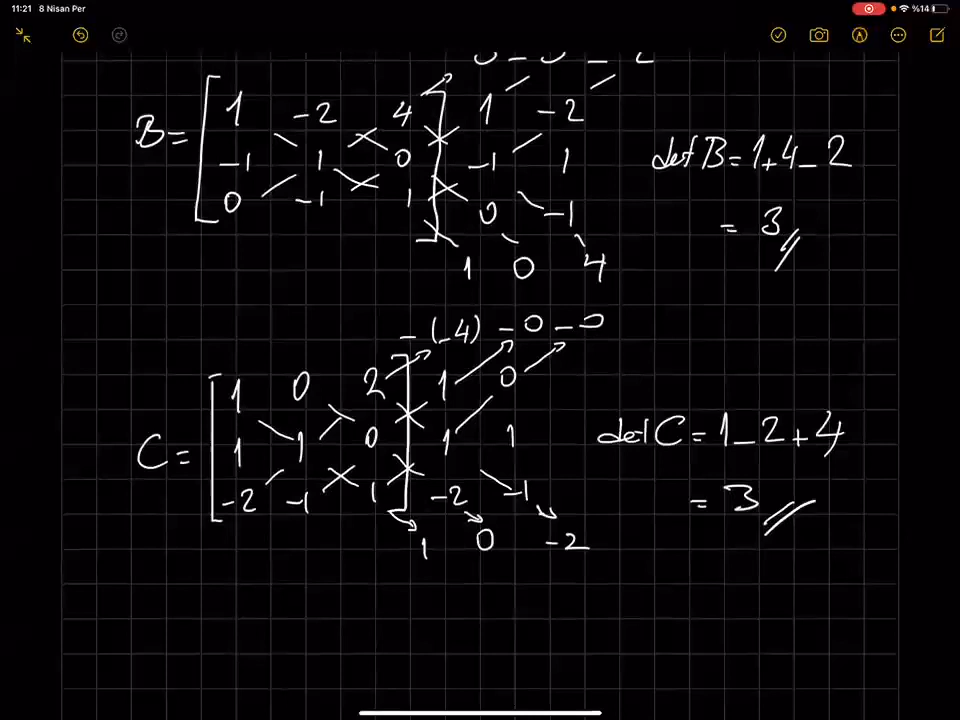 11:21 8 Nisan Per %14
B= 1 -2 4 1 -2
-1 1 0 -1 1
0 -1 1 0 -1
1 0 4
det B = 1+4-2
= 3
-(-4) -0 -0
C= 1 0 2 1 0
1 1 0 1 1
-2 -1 1 -2 -1
1 0 -2
det C = 1-2+4
= 3